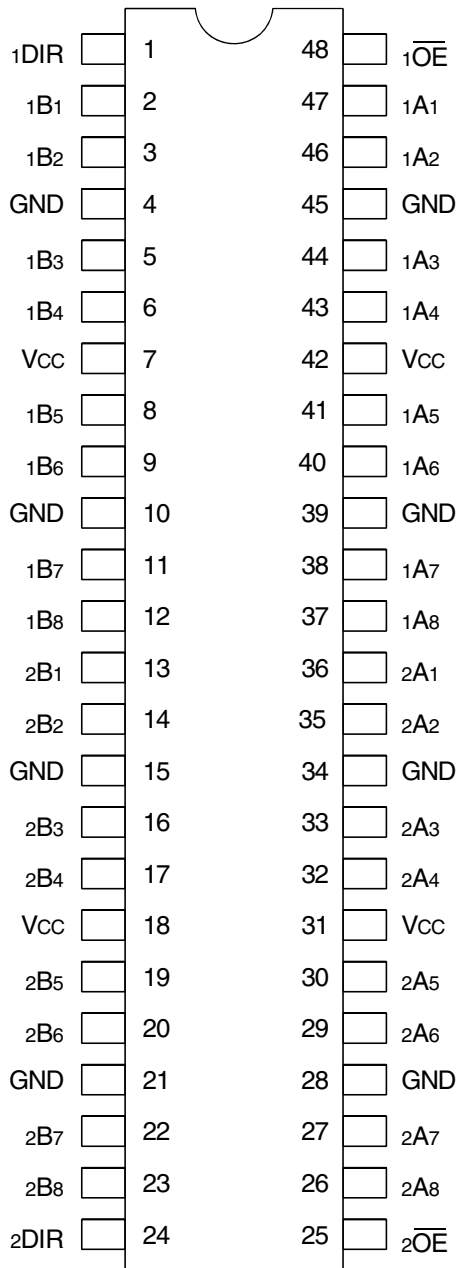 1DIR 1 48 1O̅E̅
1B1 2 47 1A1
1B2 3 46 1A2
GND 4 45 GND
1B3 5 44 1A3
1B4 6 43 1A4
VCC 7 42 VCC
1B5 8 41 1A5
1B6 9 40 1A6
GND 10 39 GND
1B7 11 38 1A7
1B8 12 37 1A8
2B1 13 36 2A1
2B2 14 35 2A2
GND 15 34 GND
2B3 16 33 2A3
2B4 17 32 2A4
VCC 18 31 VCC
2B5 19 30 2A5
2B6 20 29 2A6
GND 21 28 GND
2B7 22 27 2A7
2B8 23 26 2A8
2DIR 24 25 2O̅E̅